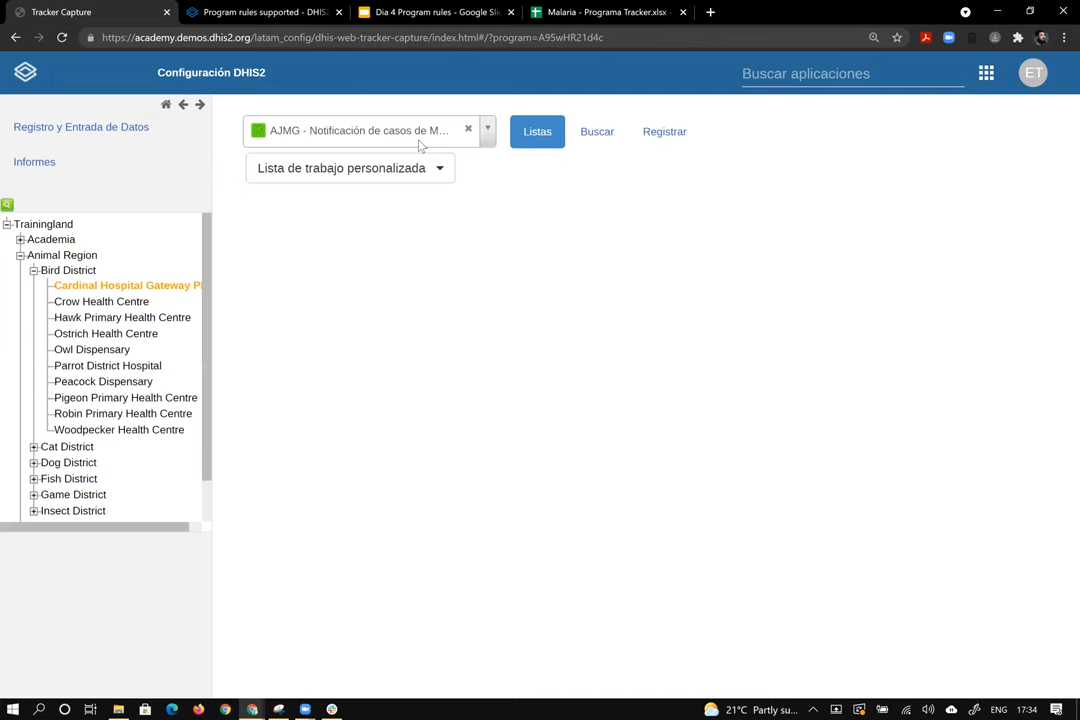 Tracker Capture
Program rules supported - DHIS
Dia 4 Program rules - Google Sli
Malaria - Programa Tracker.xlsx -
https://academy.demos.dhis2.org/latam_config/dhis-web-tracker-capture/index.html#/?program=A95wHR21d4c
Configuración DHIS2
Buscar aplicaciones
ET
Registro y Entrada de Datos
Informes
AJMG - Notificación de casos de M...
Listas
Buscar
Registrar
Lista de trabajo personalizada
Trainingland
Academia
Animal Region
Bird District
Cardinal Hospital Gateway P
Crow Health Centre
Hawk Primary Health Centre
Ostrich Health Centre
Owl Dispensary
Parrot District Hospital
Peacock Dispensary
Pigeon Primary Health Centre
Robin Primary Health Centre
Woodpecker Health Centre
Cat District
Dog District
Fish District
Game District
Insect District
21°C Partly su...
ENG
17:34